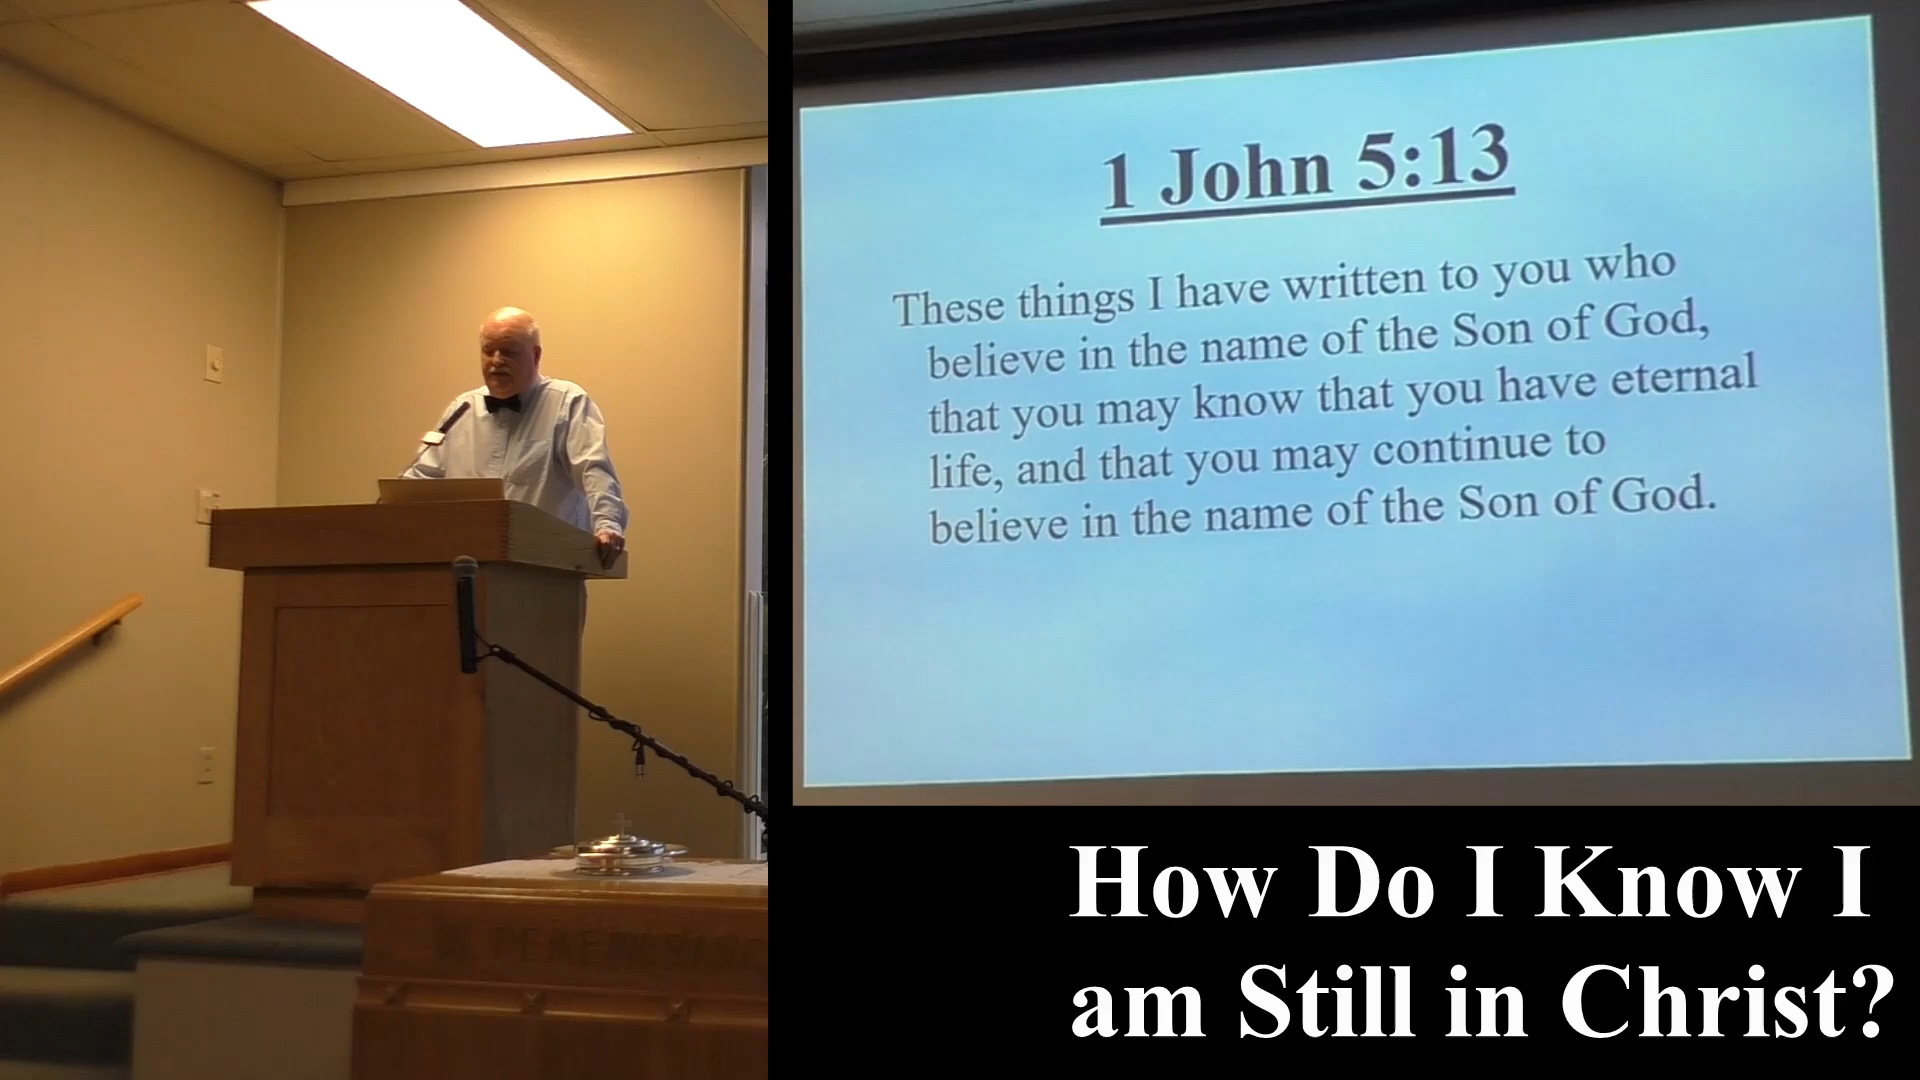 1 John 5:13
These things I have written to you who
believe in the name of the Son of God,
that you may know that you have eternal
life, and that you may continue to
believe in the name of the Son of God.
How Do I Know I
am Still in Christ?